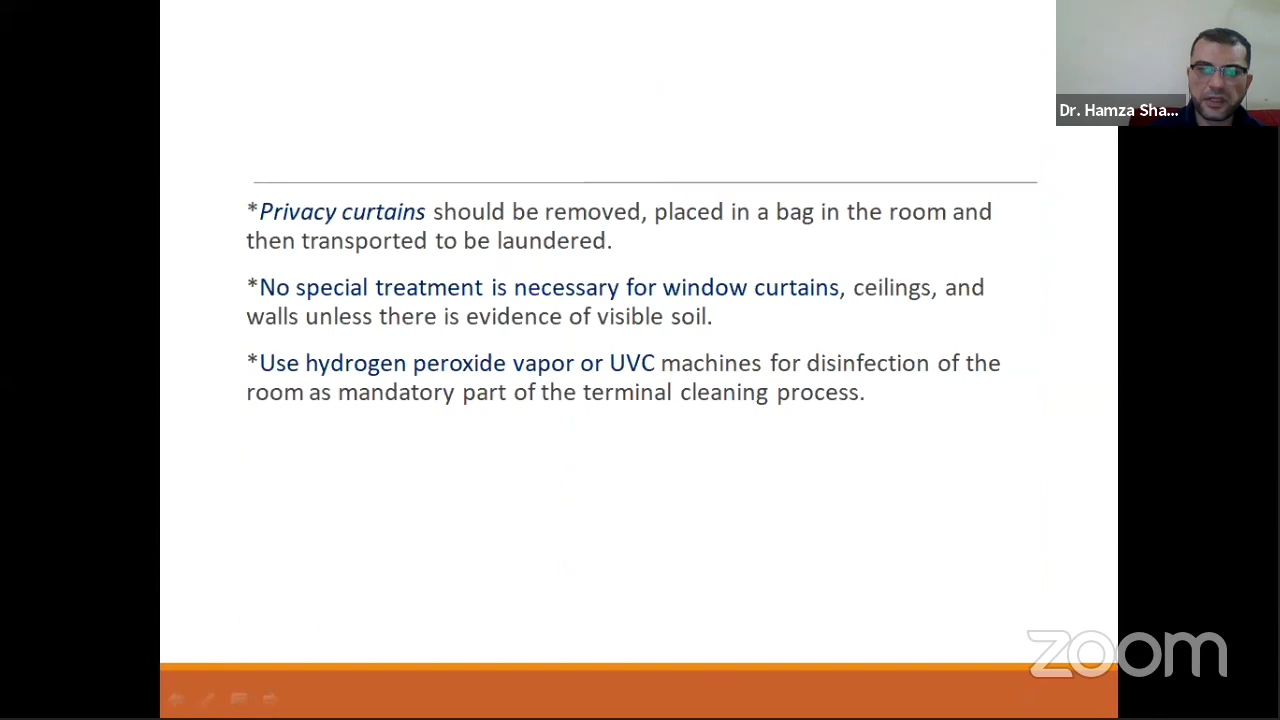 Dr. Hamza Sha...
*Privacy curtains should be removed, placed in a bag in the room and
then transported to be laundered.
*No special treatment is necessary for window curtains, ceilings, and
walls unless there is evidence of visible soil.
*Use hydrogen peroxide vapor or UVC machines for disinfection of the
room as mandatory part of the terminal cleaning process.
zoom